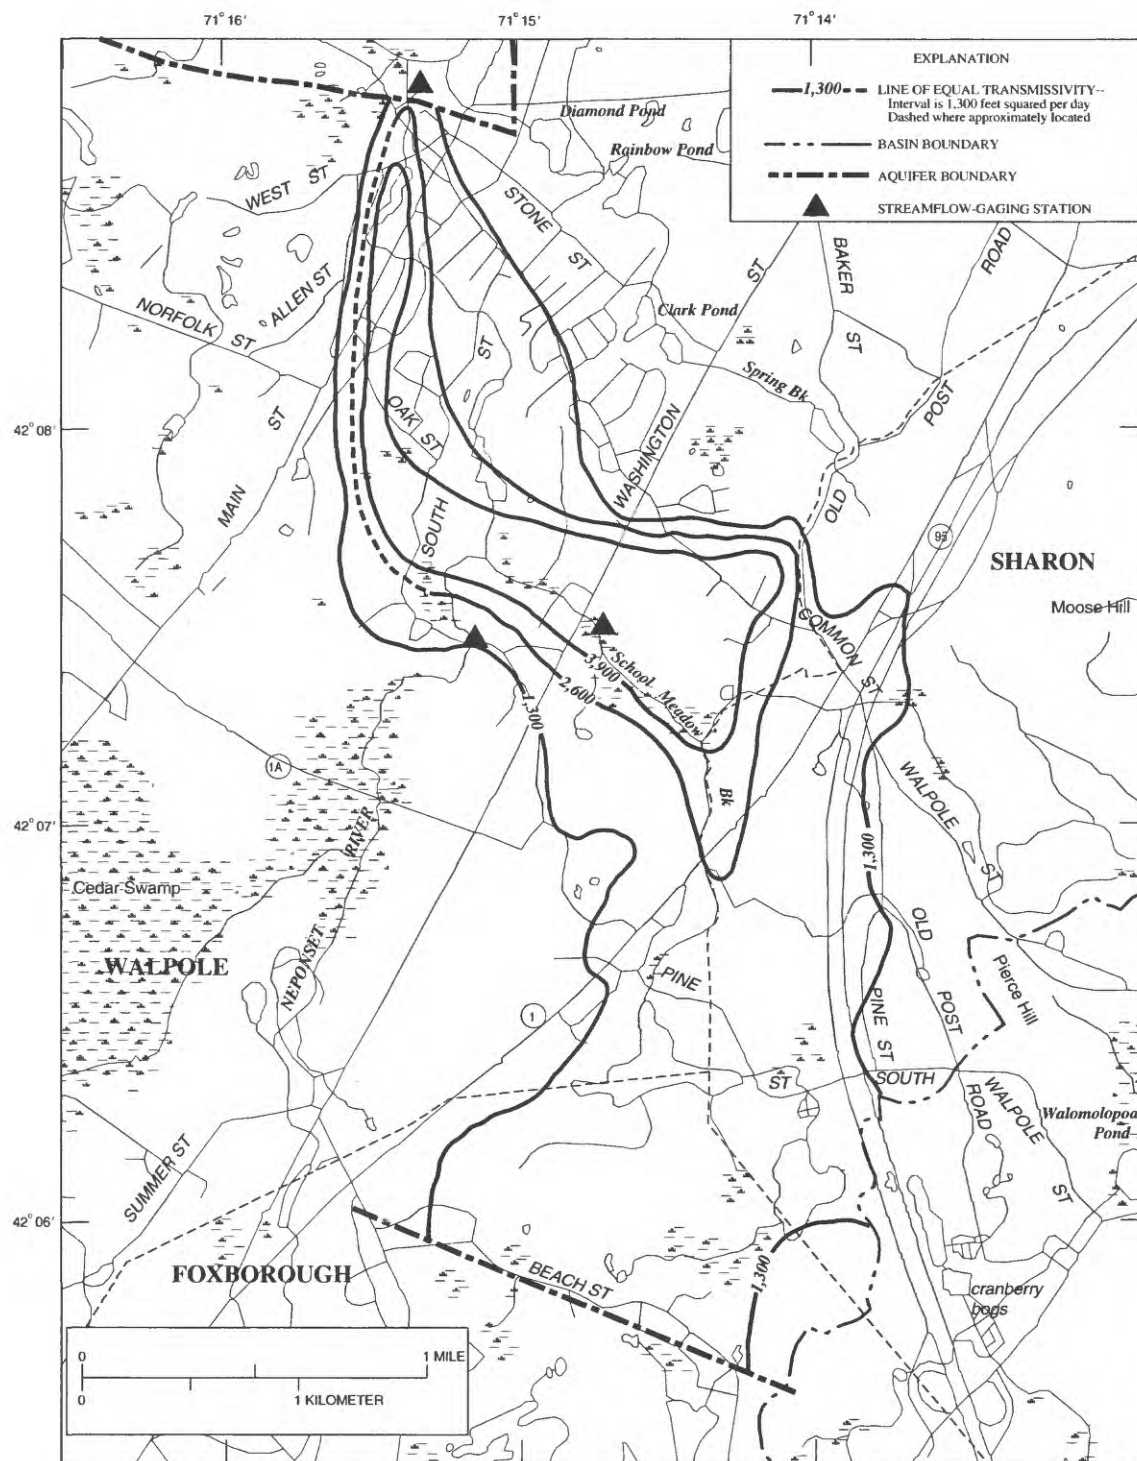 71° 16'
71° 15'
71° 14'
EXPLANATION
1,300
LINE OF EQUAL TRANSMISSIVITY--
Interval is 1,300 feet squared per day
Dashed where approximately located
BASIN BOUNDARY
AQUIFER BOUNDARY
STREAMFLOW-GAGING STATION
Diamond Pond
Rainbow Pond
WEST ST
STONE ST
BAKER ST
ROAD
ST
ALLEN ST
NORFOLK ST
Clark Pond
ST
Spring Bk
POST
42° 08'
OAK ST
WASHINGTON
MAIN ST
SOUTH
OLD
95
SHARON
Moose Hill
COMMON ST
School Meadow
3,900
2,600
1,300
1A
Bk
WALPOLE ST
42° 07'
RIVER
1,300
Cedar Swamp
OLD
NEPONSET
WALPOLE
PINE
Pierce Hill
1
PINE ST
POST
ST
SOUTH
WALPOLE
ROAD
Walomolopoa
Pond
SUMMER ST
ST
42° 06'
FOXBOROUGH
BEACH ST
1,300
cranberry
bogs
0
1 MILE
0
1 KILOMETER